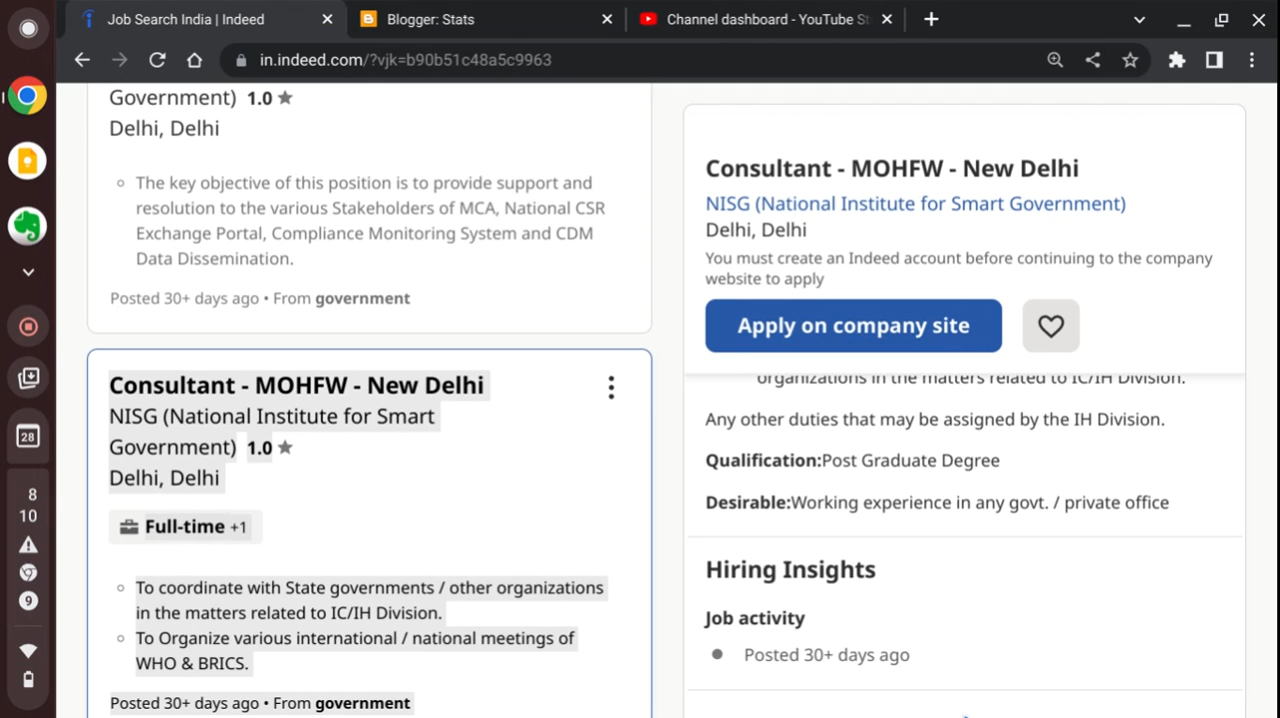 Job Search India | Indeed
Blogger: Stats
Channel dashboard - YouTube St
in.indeed.com/?vjk=b90b51c48a5c9963
Government) 1.0
Delhi, Delhi
The key objective of this position is to provide support and
resolution to the various Stakeholders of MCA, National CSR
Exchange Portal, Compliance Monitoring System and CDM
Data Dissemination.
Posted 30+ days ago • From government
Consultant - MOHFW - New Delhi
NISG (National Institute for Smart
Government) 1.0
Delhi, Delhi
Full-time +1
To coordinate with State governments / other organizations
in the matters related to IC/IH Division.
To Organize various international / national meetings of
WHO & BRICS.
Posted 30+ days ago • From government
Consultant - MOHFW - New Delhi
NISG (National Institute for Smart Government)
Delhi, Delhi
You must create an Indeed account before continuing to the company
website to apply
Apply on company site
organizations in the matters related to IC/IH Division.
Any other duties that may be assigned by the IH Division.
Qualification:Post Graduate Degree
Desirable:Working experience in any govt. / private office
Hiring Insights
Job activity
Posted 30+ days ago
28
8
10
9